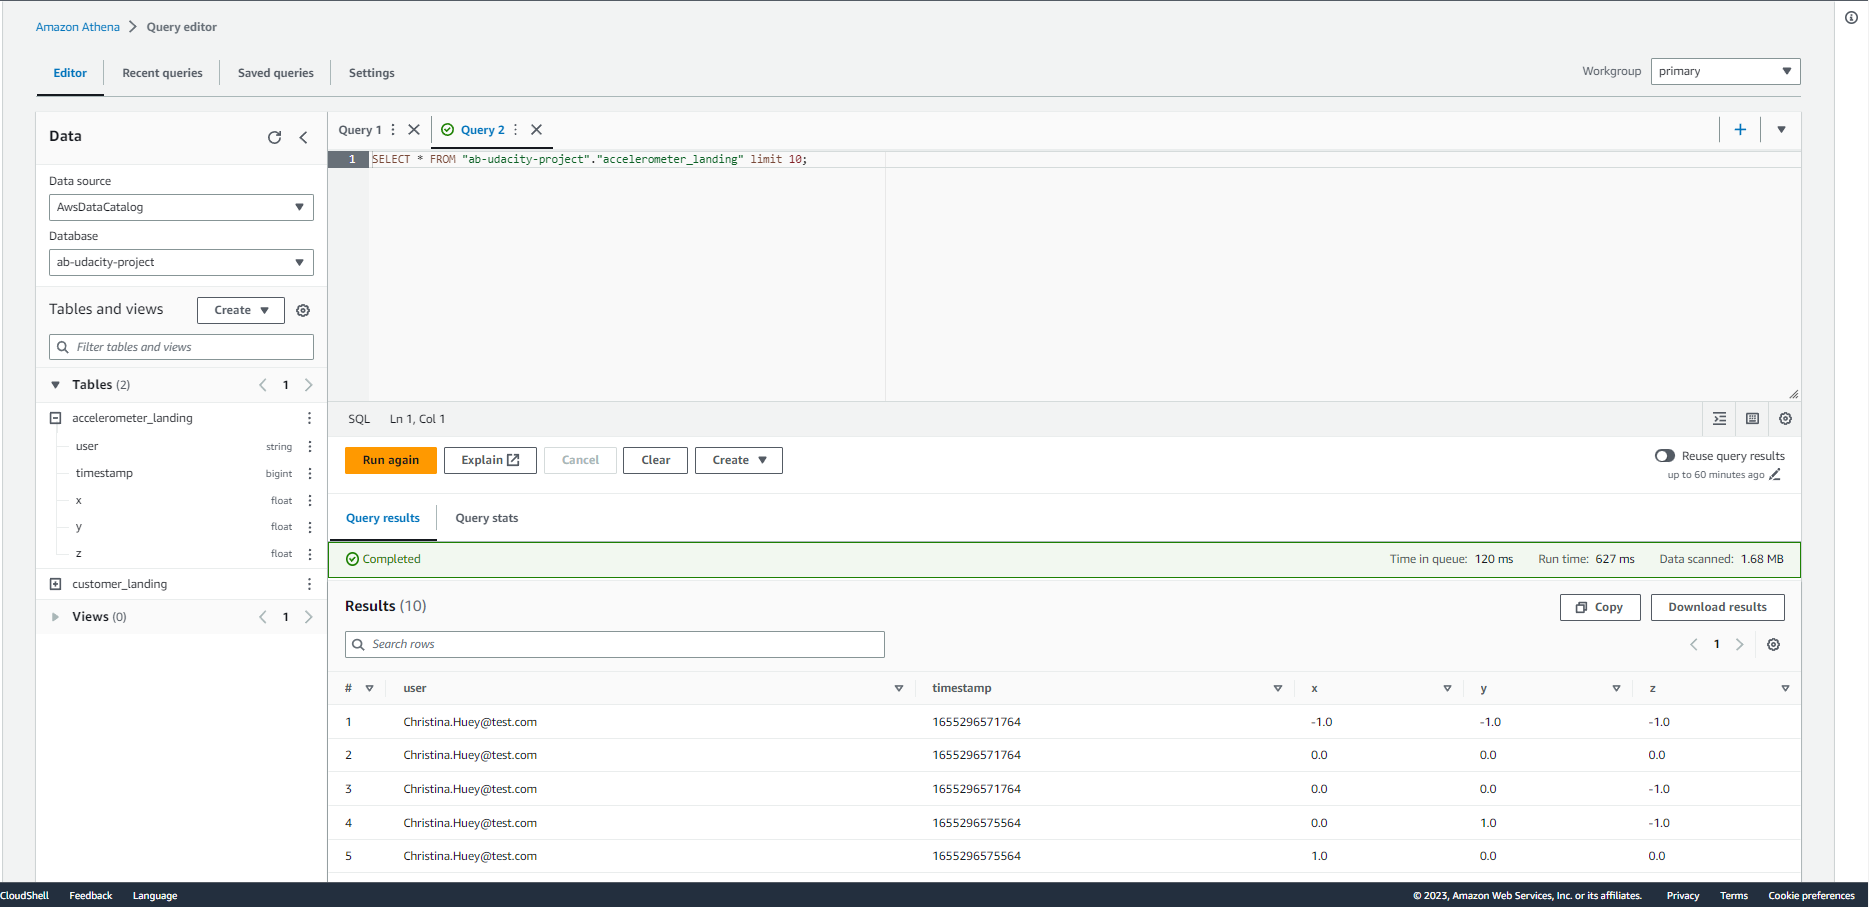 Amazon Athena > Query editor
Editor Recent queries Saved queries Settings
Workgroup primary
Data
Query 1 Query 2
1 SELECT * FROM "ab-udacity-project"."accelerometer_landing" limit 10;
Data source
AwsDataCatalog
Database
ab-udacity-project
Tables and views Create
Filter tables and views
Tables (2) 1
accelerometer_landing
user string
timestamp bigint
x float
y float
z float
customer_landing
Views (0) 1
SQL Ln 1, Col 1
Run again Explain Cancel Clear Create
Reuse query results
up to 60 minutes ago
Query results Query stats
Completed Time in queue: 120 ms Run time: 627 ms Data scanned: 1.68 MB
Results (10) Copy Download results
Search rows 1
# user timestamp x y z
1 Christina.Huey@test.com 1655296571764 -1.0 -1.0 -1.0
2 Christina.Huey@test.com 1655296571764 0.0 0.0 0.0
3 Christina.Huey@test.com 1655296571764 0.0 0.0 -1.0
4 Christina.Huey@test.com 1655296575564 0.0 1.0 -1.0
5 Christina.Huey@test.com 1655296575564 1.0 0.0 0.0
CloudShell Feedback Language © 2023, Amazon Web Services, Inc. or its affiliates. Privacy Terms Cookie preferences